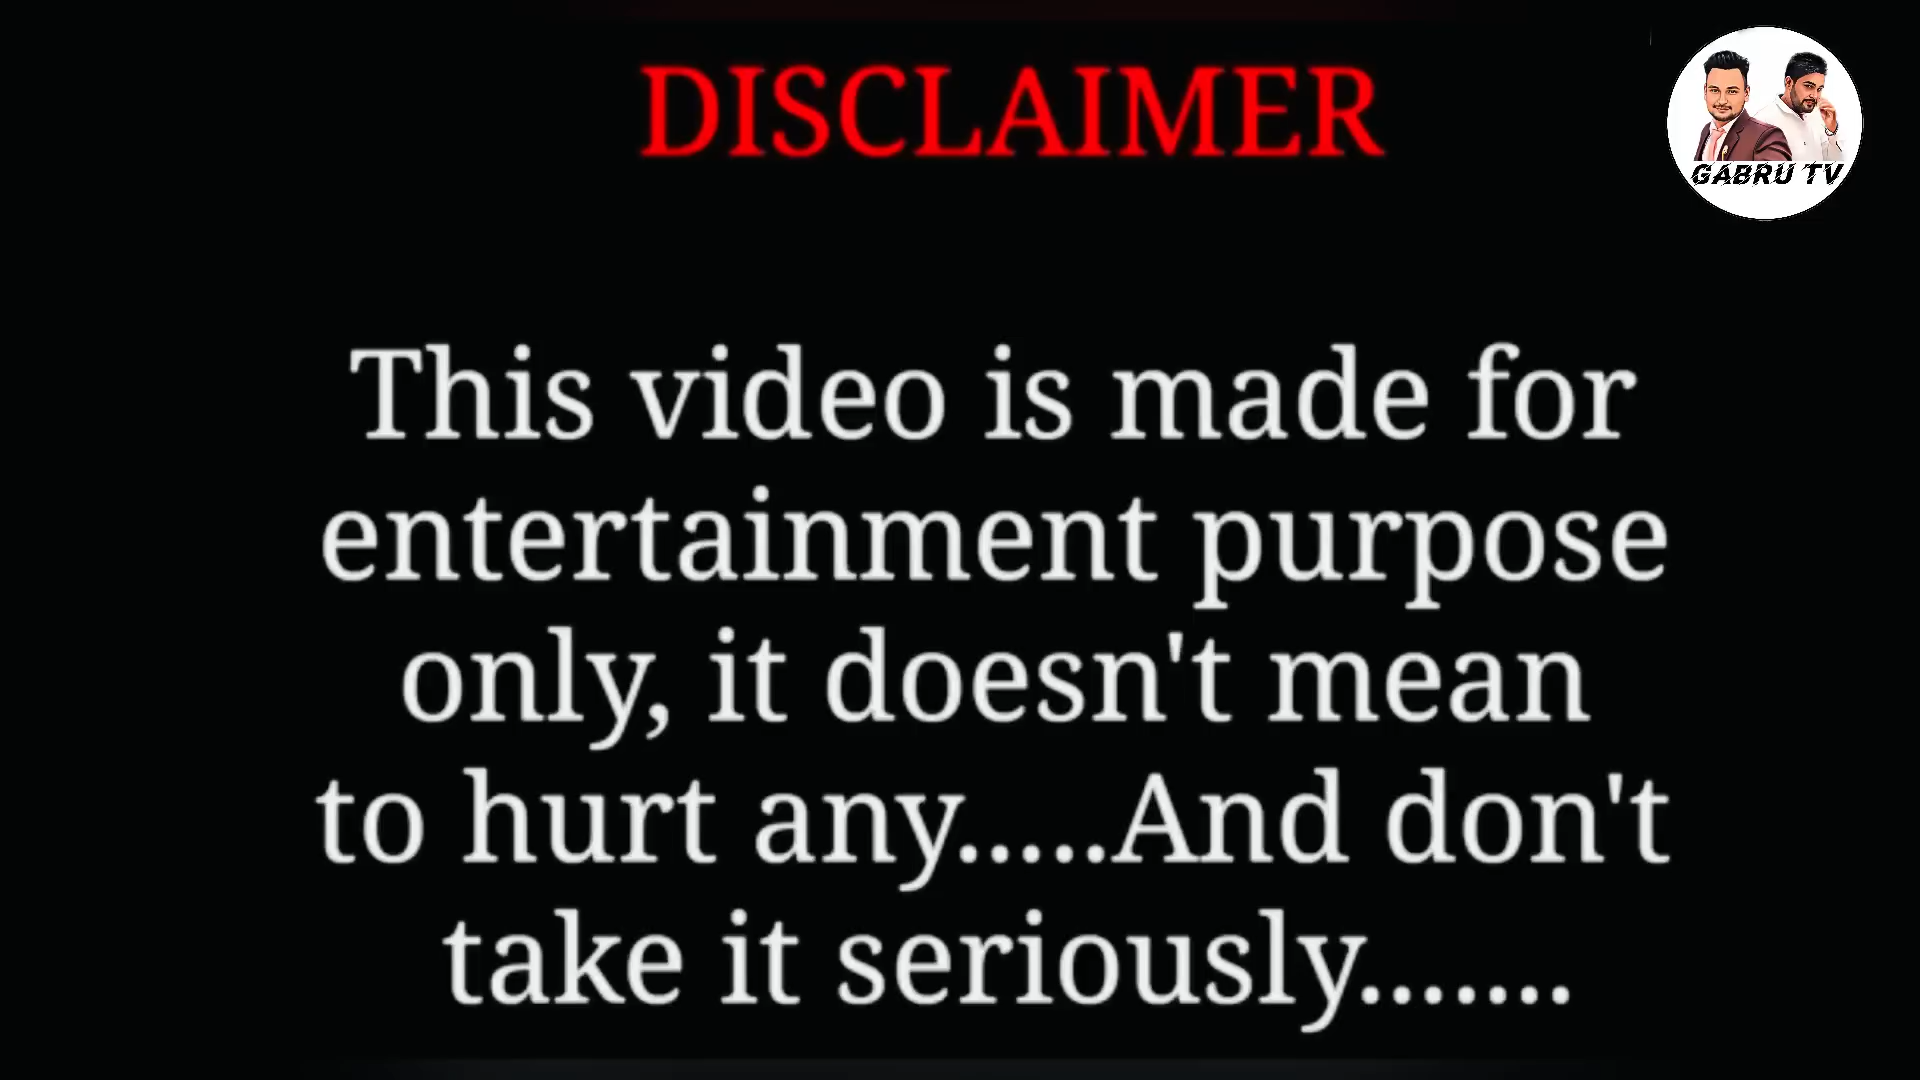 DISCLAIMER
GABRU TV
This video is made for
entertainment purpose
only, it doesn't mean
to hurt any.....And don't
take it seriously.......